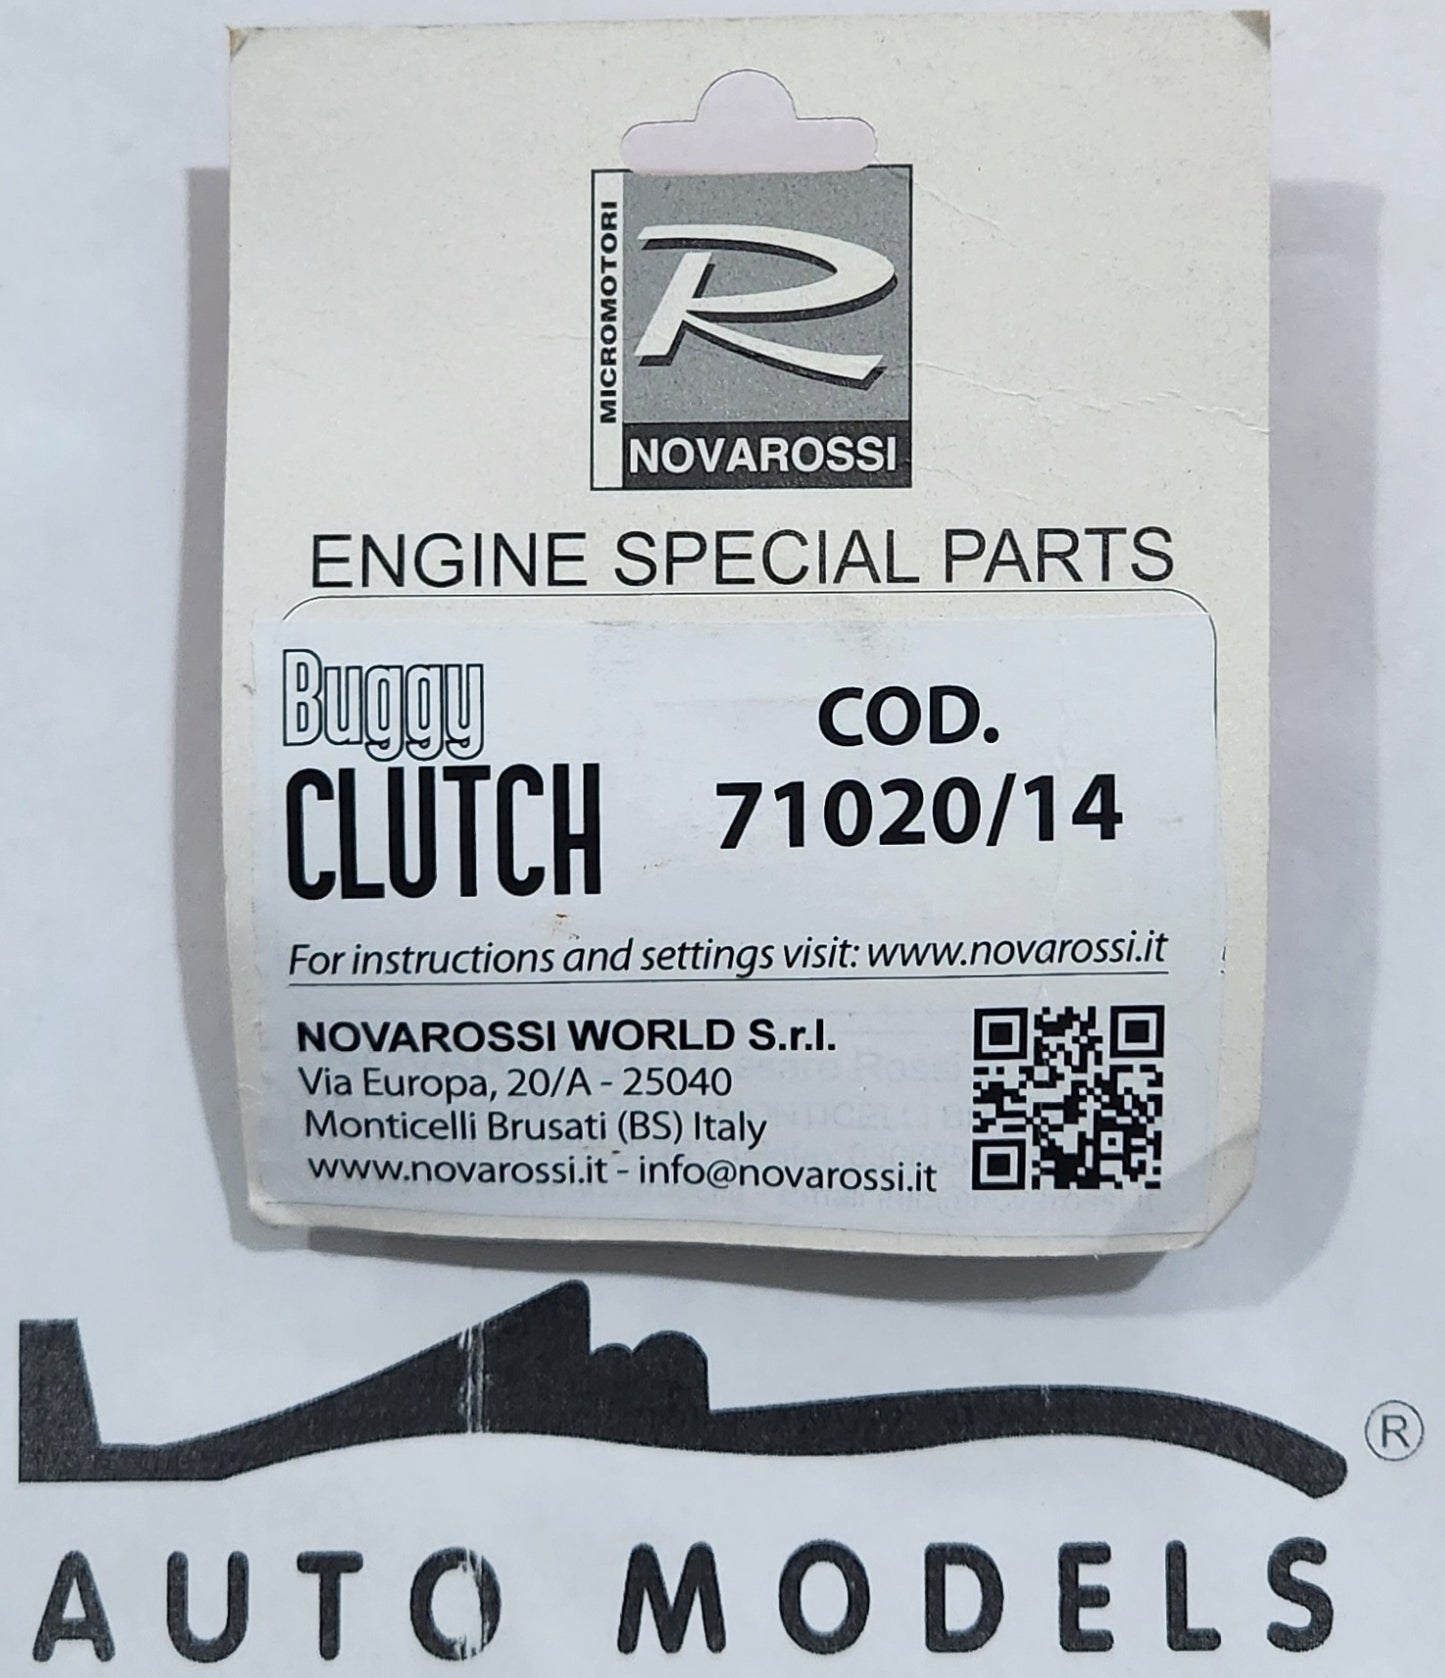 MICROMOTORI
NOVAROSSI
ENGINE SPECIAL PARTS
Buggy
CLUTCH
COD.
71020/14
For instructions and settings visit: www.novarossi.it
NOVAROSSI WORLD S.r.l.
Via Europa, 20/A - 25040
Monticelli Brusati (BS) Italy
www.novarossi.it - info@novarossi.it
®
AUTO MODELS